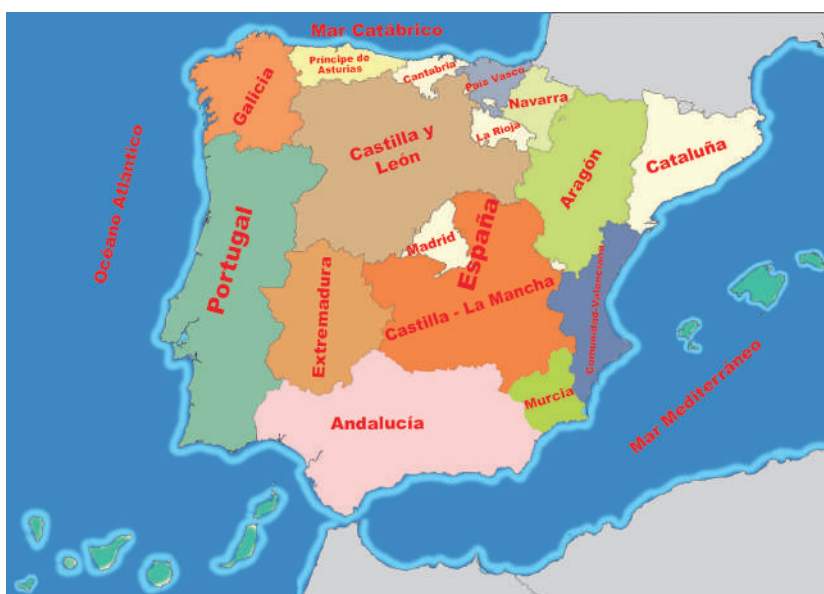 Mar Catábrico
Príncipe de
Asturias
Cantabria
País Vasco
Galicia
Navarra
La Rioja
Castilla y
León
Aragón
Cataluña
Océano Atlántico
Portugal
Madrid
España
Extremadura
Castilla - La Mancha
Comunidad-Valenciana
Murcia
Mar Mediterráneo
Andalucía